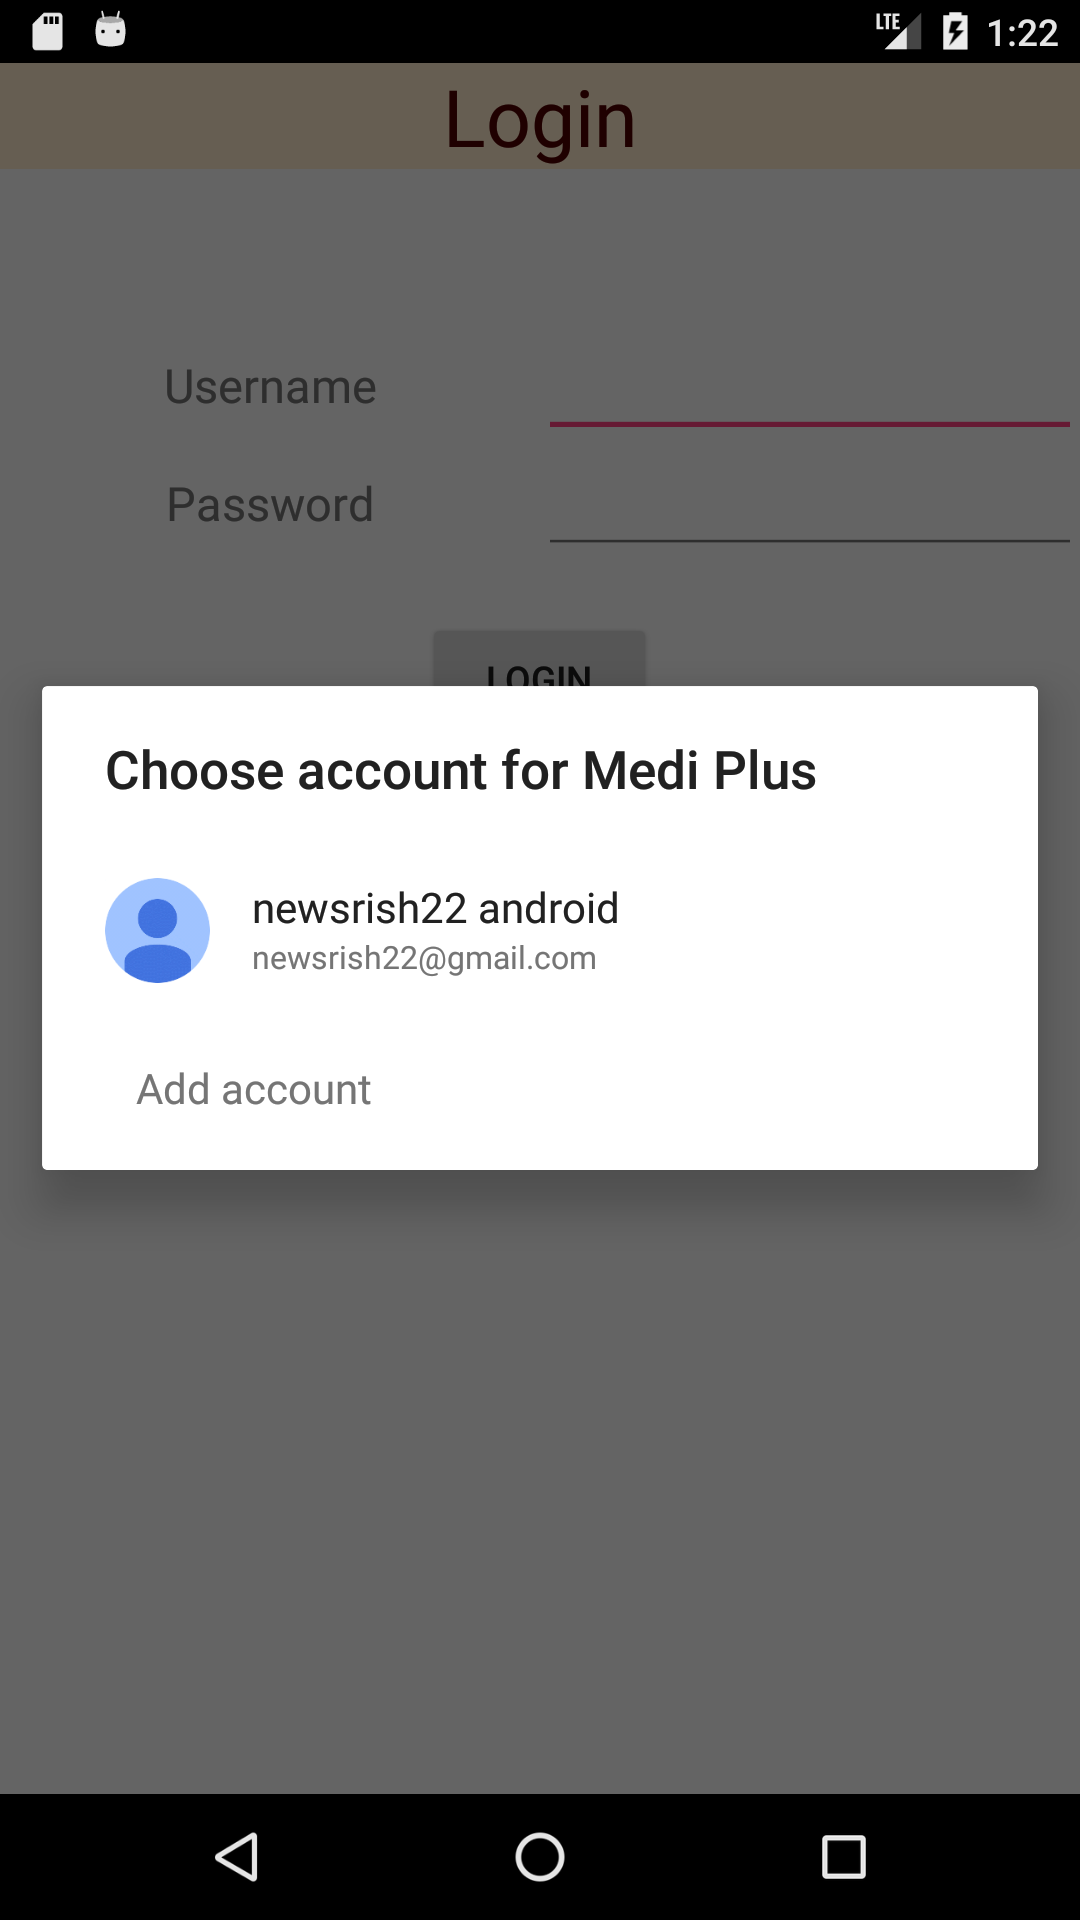 LTE 1:22
Login
Username
Password
LOGIN
Choose account for Medi Plus
newsrish22 android
newsrish22@gmail.com
Add account